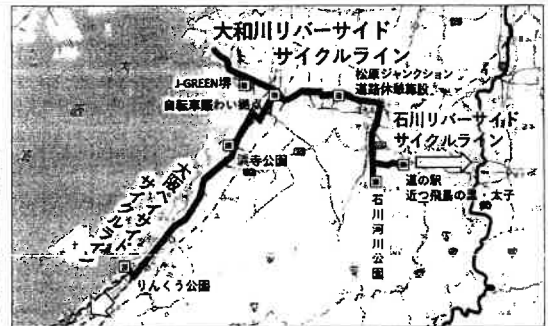 大和川リバーサイド
サイクルライン
J-GREEN堺
松原ジャンクション
道路休憩施設
自転車賑わい拠点
石川リバーサイド
サイクルライン
浜寺公園
道の駅
近つ飛鳥の里・太子
大阪ベイサイド
サイクルライン
石川河川公園
りんくう公園